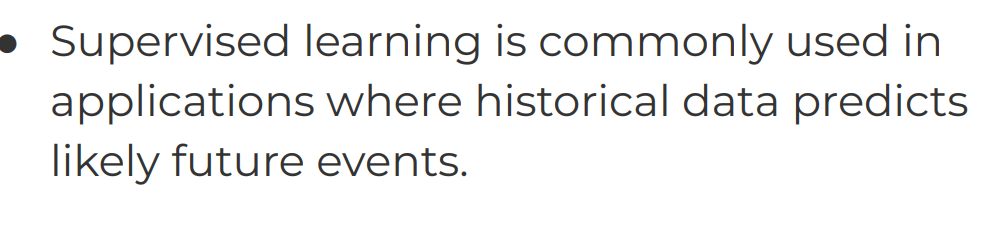 ● Supervised learning is commonly used in
applications where historical data predicts
likely future events.